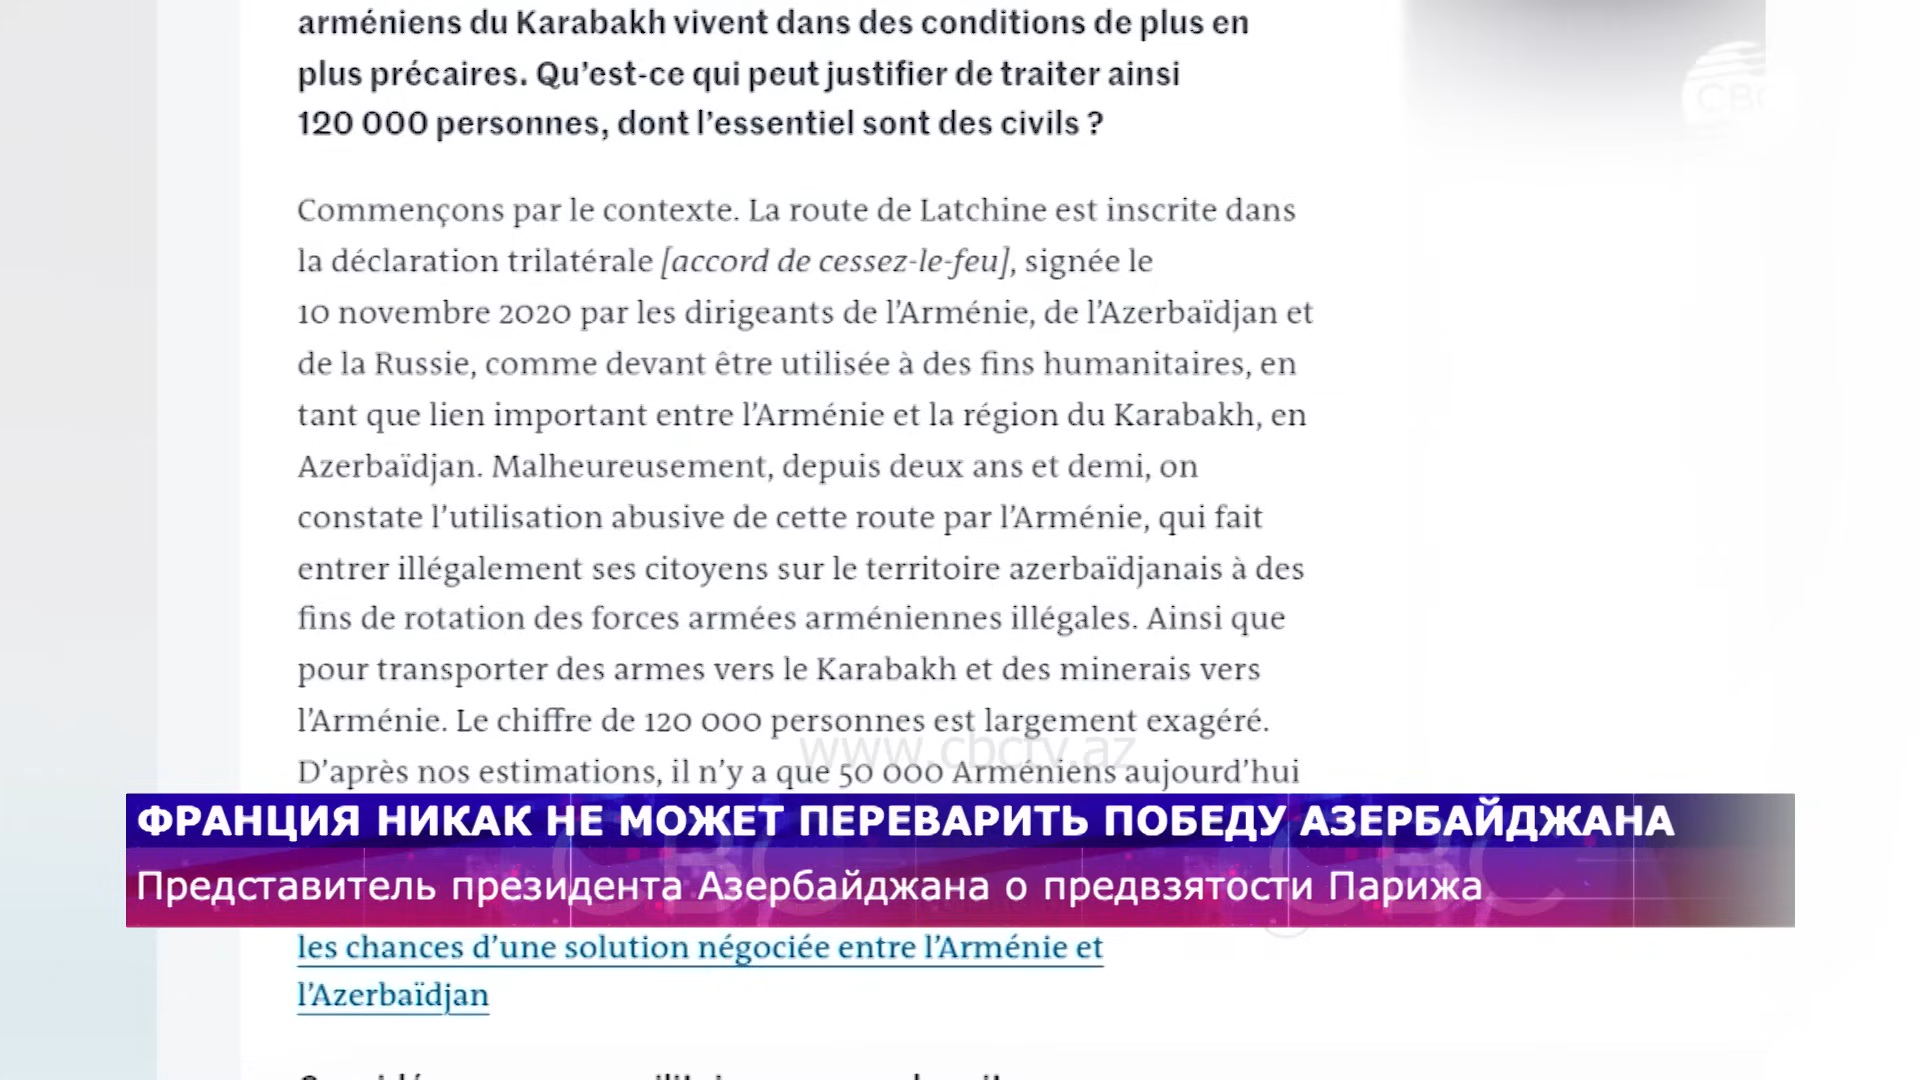 arméniens du Karabakh vivent dans des conditions de plus en
plus précaires. Qu’est-ce qui peut justifier de traiter ainsi
120 000 personnes, dont l’essentiel sont des civils ?
CBC
Commençons par le contexte. La route de Latchine est inscrite dans
la déclaration trilatérale [accord de cessez-le-feu], signée le
10 novembre 2020 par les dirigeants de l’Arménie, de l’Azerbaïdjan et
de la Russie, comme devant être utilisée à des fins humanitaires, en
tant que lien important entre l’Arménie et la région du Karabakh, en
Azerbaïdjan. Malheureusement, depuis deux ans et demi, on
constate l’utilisation abusive de cette route par l’Arménie, qui fait
entrer illégalement ses citoyens sur le territoire azerbaïdjanais à des
fins de rotation des forces armées arméniennes illégales. Ainsi que
pour transporter des armes vers le Karabakh et des minerais vers
l’Arménie. Le chiffre de 120 000 personnes est largement exagéré.
www.cbctv.az
D’après nos estimations, il n’y a que 50 000 Arméniens aujourd’hui
ФРАНЦИЯ НИКАК НЕ МОЖЕТ ПЕРЕВАРИТЬ ПОБЕДУ АЗЕРБАЙДЖАНА
Представитель президента Азербайджана о предвзятости Парижа
les chances d’une solution négociée entre l’Arménie et
l’Azerbaïdjan